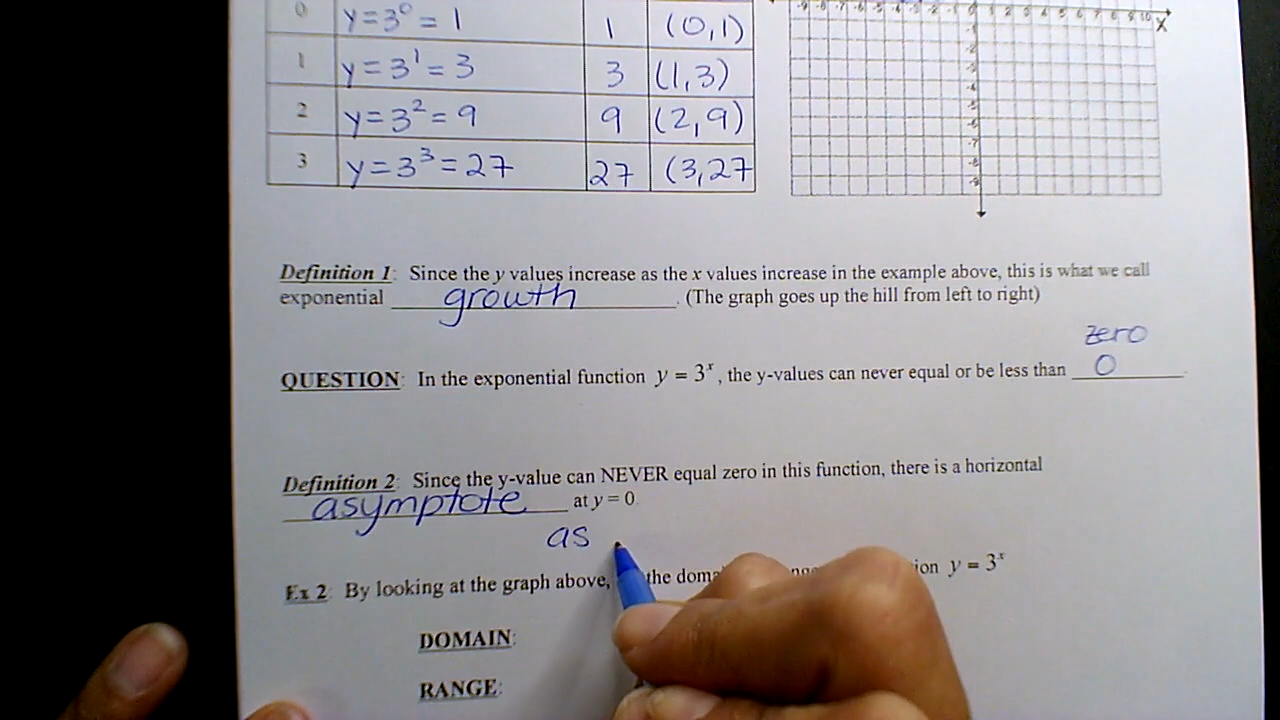 0 y=3⁰=1 1 (0,1)
1 y=3¹=3 3 (1,3)
2 y=3²=9 9 (2,9)
3 y=3³=27 27 (3,27
X
Definition 1: Since the y values increase as the x values increase in the example above, this is what we call
exponential growth. (The graph goes up the hill from left to right)
zero
QUESTION: In the exponential function y = 3ˣ, the y-values can never equal or be less than 0
Definition 2: Since the y-value can NEVER equal zero in this function, there is a horizontal
asymptote at y = 0.
as
Ex 2: By looking at the graph above, the y = 3ˣ
DOMAIN:
RANGE: